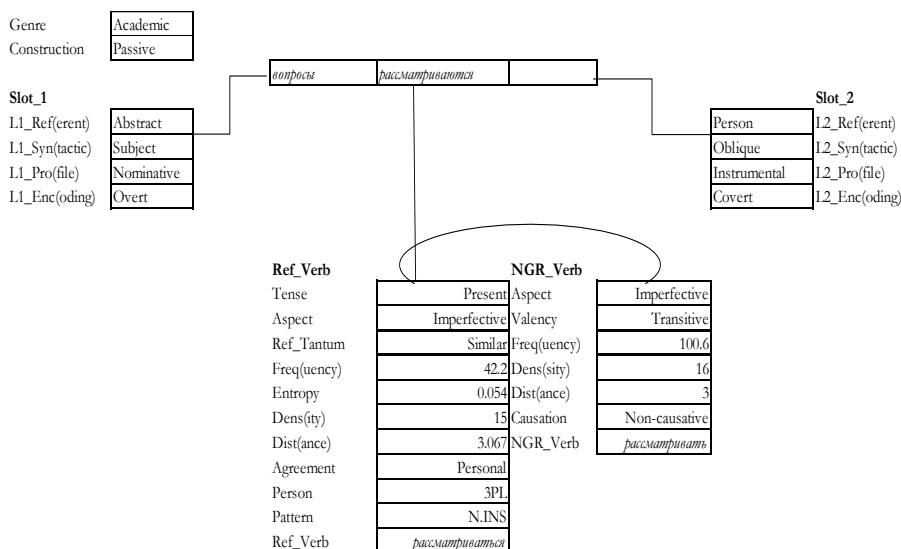 Genre Academic
Construction Passive
вопросы рассматриваются
Slot_1 Slot_2
L1_Ref(erent) Abstract Person L2_Ref(erent)
L1_Syn(tactic) Subject Oblique L2_Syn(tactic)
L1_Pro(file) Nominative Instrumental L2_Pro(file)
L1_Enc(oding) Overt Covert L2_Enc(oding)
Ref_Verb NGR_Verb
Tense Present Aspect Imperfective
Aspect Imperfective Valency Transitive
Ref_Tantum Similar Freq(uency) 100.6
Freq(uency) 42.2 Dens(sity) 16
Entropy 0.054 Dist(ance) 3
Dens(ity) 15 Causation Non-causative
Dist(ance) 3.067 NGR_Verb рассматривать
Agreement Personal
Person 3PL
Pattern N.INS
Ref_Verb рассматриваться